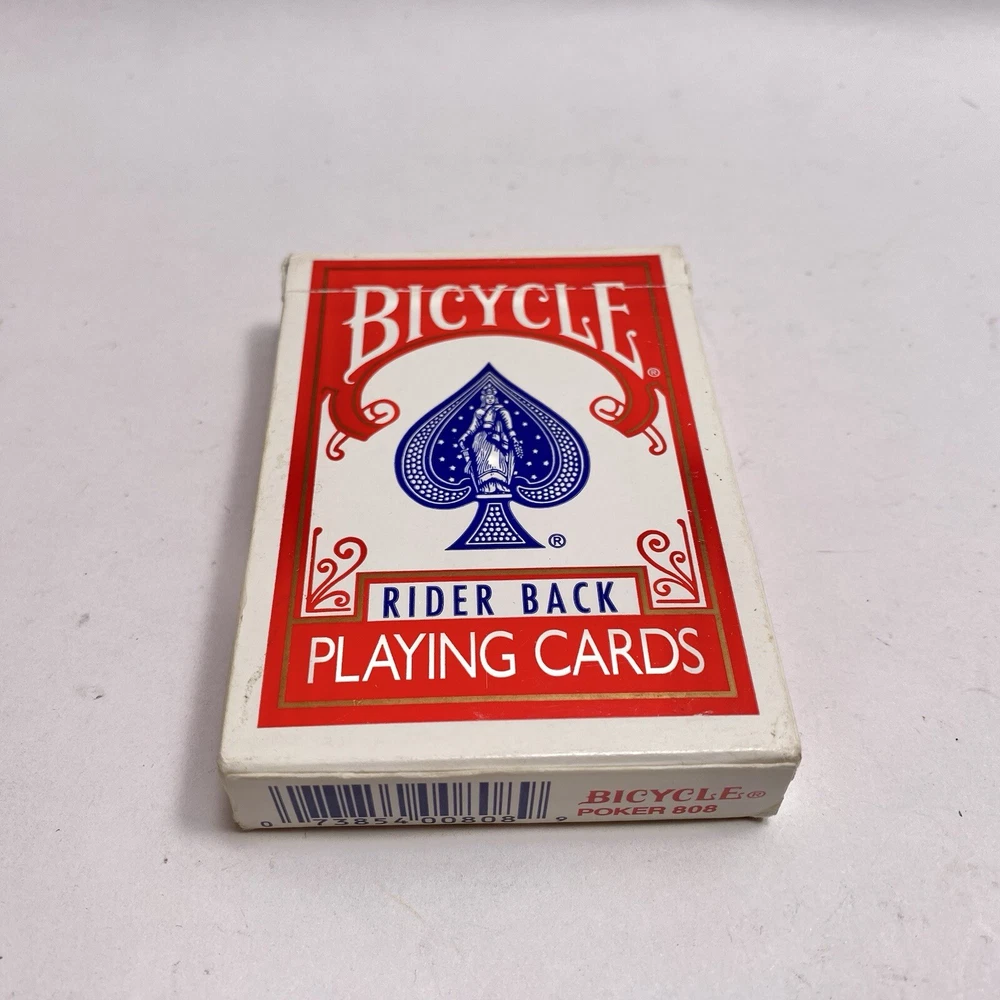 BICYCLE®
®
RIDER BACK
PLAYING CARDS
0 73854 00808 9
BICYCLE®
POKER 808